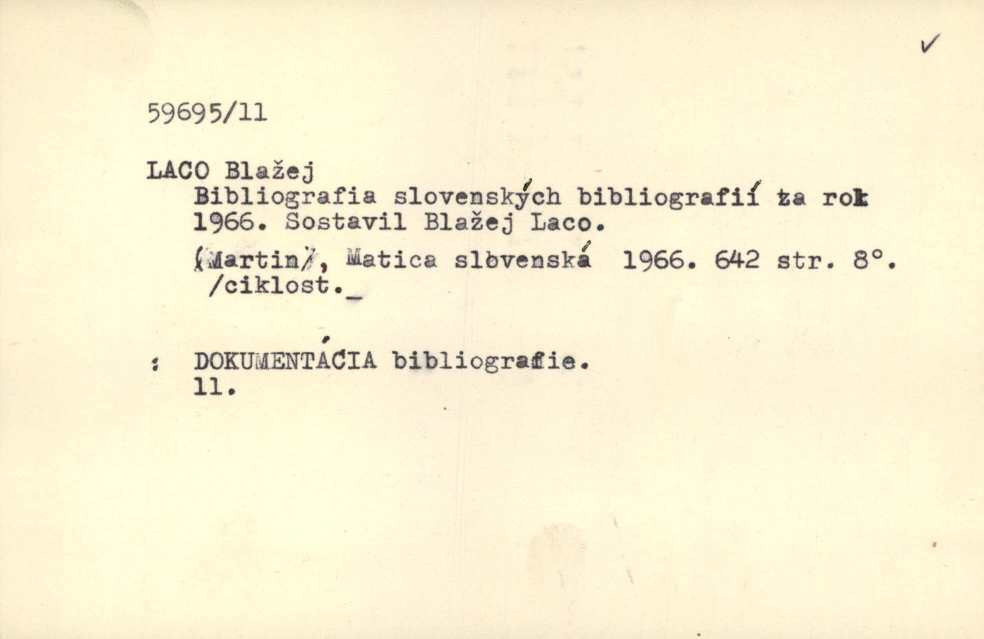 ✓
59695/11
LACO Blažej
Bibliografia slovenských bibliografií za rok
1966. Sostavil Blažej Laco.
(Martin), Matica slovenská 1966. 642 str. 8°.
/ciklost._
: DOKUMENTÁCIA bibliografie.
11.